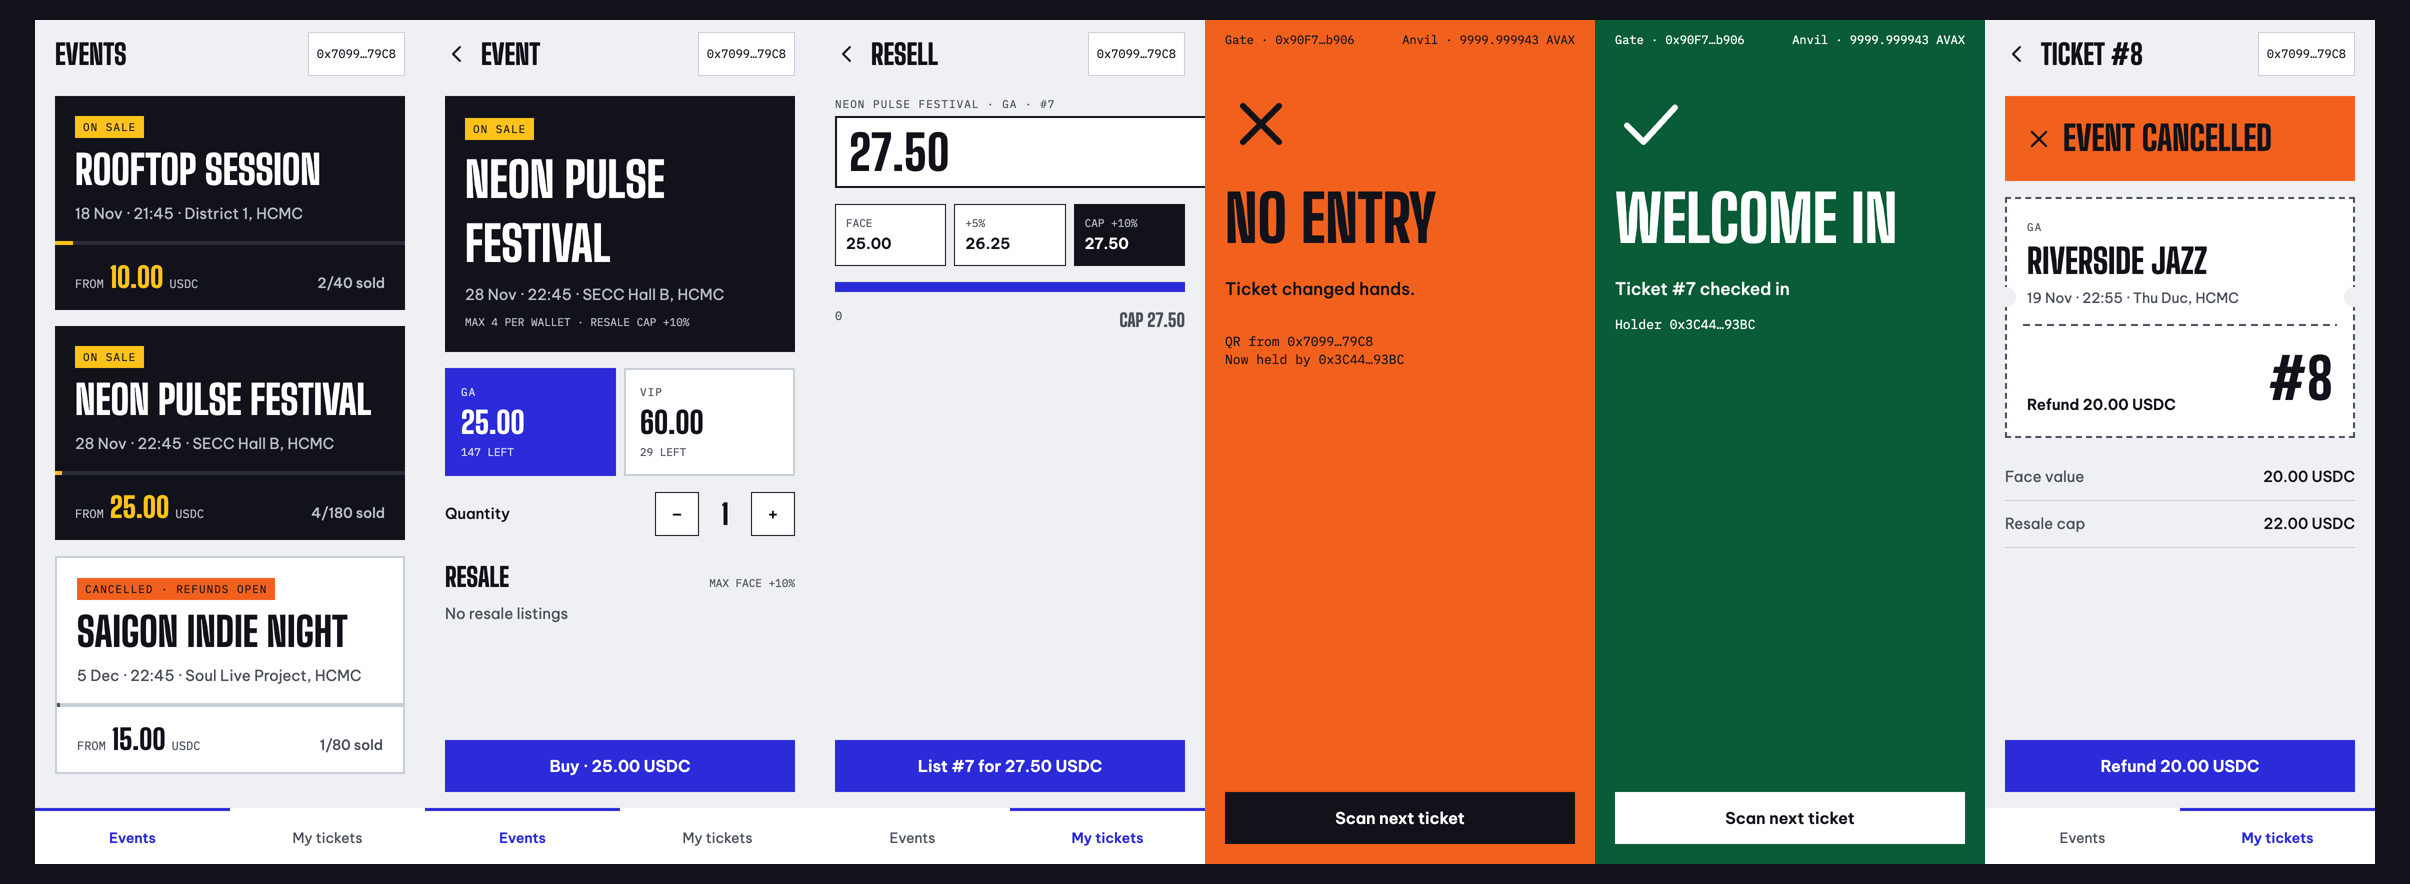 EVENTS
0x7099…79C8
ON SALE
ROOFTOP SESSION
18 Nov · 21:45 · District 1, HCMC
FROM 10.00 USDC
2/40 sold
ON SALE
NEON PULSE FESTIVAL
28 Nov · 22:45 · SECC Hall B, HCMC
FROM 25.00 USDC
4/180 sold
CANCELLED · REFUNDS OPEN
SAIGON INDIE NIGHT
5 Dec · 22:45 · Soul Live Project, HCMC
FROM 15.00 USDC
1/80 sold
Events
My tickets
EVENT
0x7099…79C8
ON SALE
NEON PULSE
FESTIVAL
28 Nov · 22:45 · SECC Hall B, HCMC
MAX 4 PER WALLET · RESALE CAP +10%
GA
25.00
147 LEFT
VIP
60.00
29 LEFT
Quantity
− 1 +
RESALE
MAX FACE +10%
No resale listings
Buy · 25.00 USDC
Events
My tickets
RESELL
0x7099…79C8
NEON PULSE FESTIVAL · GA · #7
27.50
FACE
25.00
+5%
26.25
CAP +10%
27.50
0
CAP 27.50
List #7 for 27.50 USDC
Events
My tickets
Gate · 0x90F7…b906
Anvil · 9999.999943 AVAX
NO ENTRY
Ticket changed hands.
QR from 0x7099…79C8
Now held by 0x3C44…93BC
Scan next ticket
Gate · 0x90F7…b906
Anvil · 9999.999943 AVAX
WELCOME IN
Ticket #7 checked in
Holder 0x3C44…93BC
Scan next ticket
TICKET #8
0x7099…79C8
EVENT CANCELLED
GA
RIVERSIDE JAZZ
19 Nov · 22:55 · Thu Duc, HCMC
#8
Refund 20.00 USDC
Face value
20.00 USDC
Resale cap
22.00 USDC
Refund 20.00 USDC
Events
My tickets